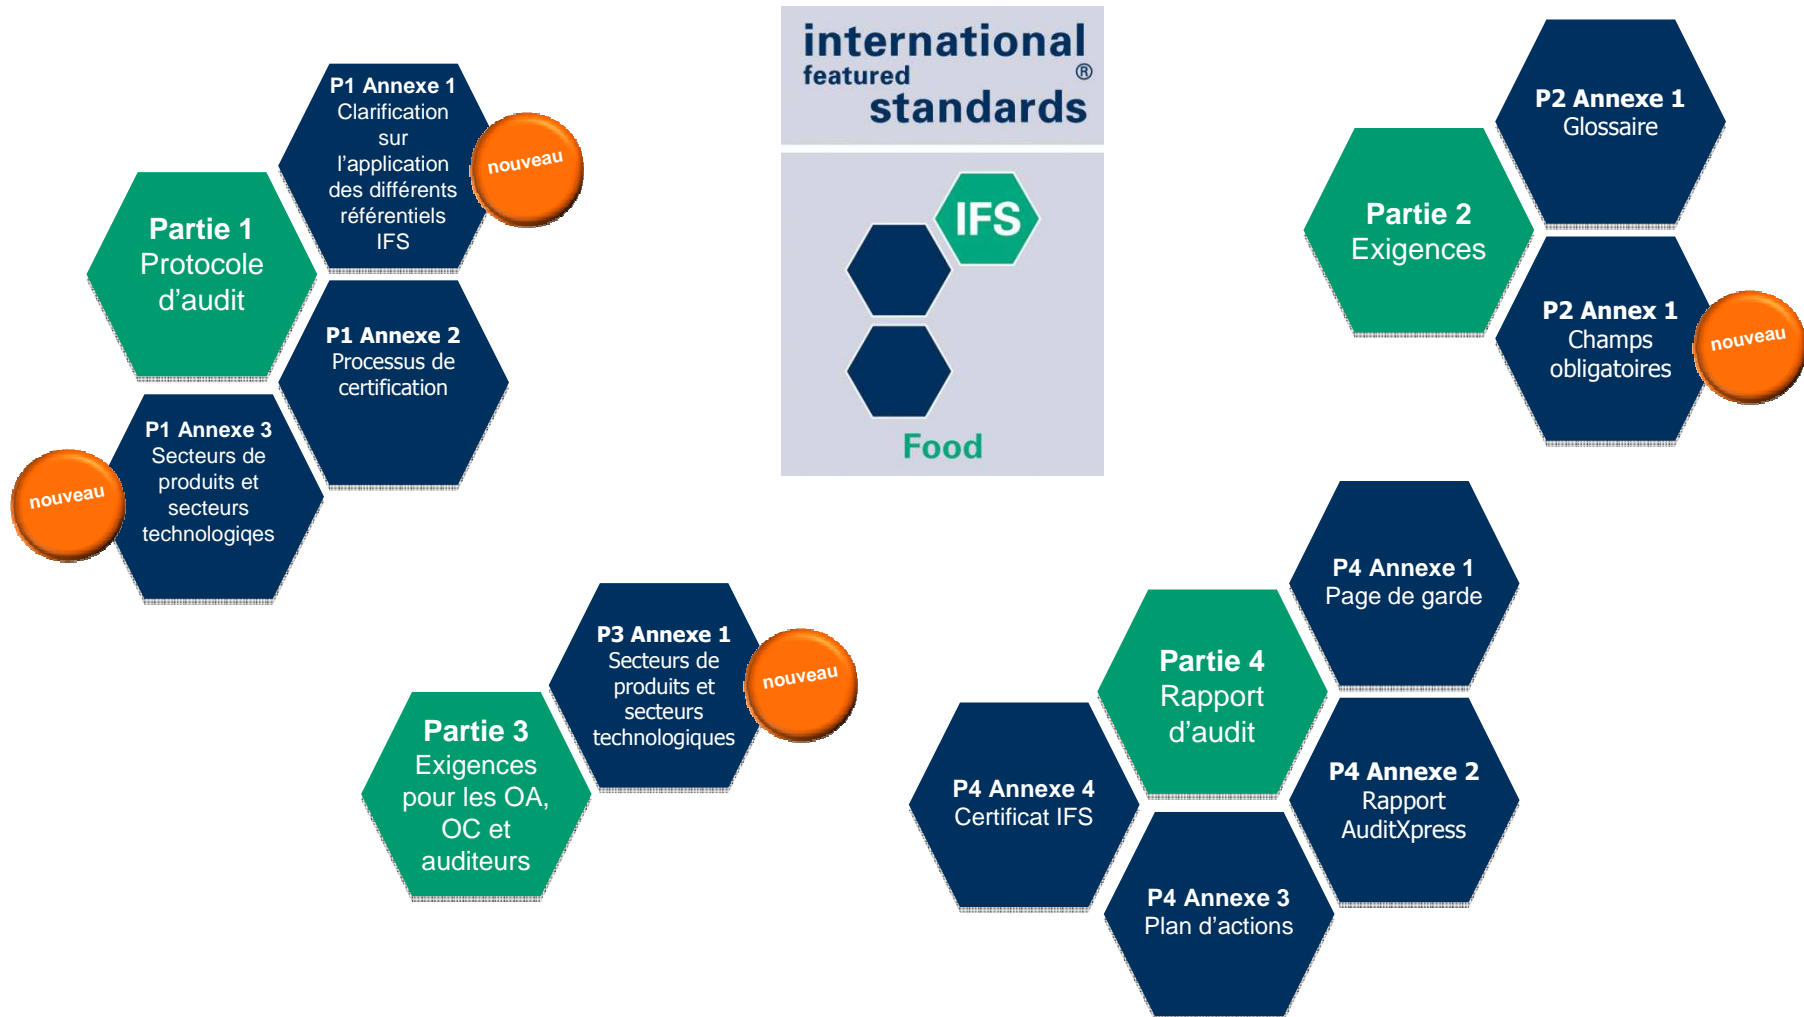 international
featured ®
standards
IFS
Food
P1 Annexe 1
Clarification
sur
l’application
des différents
référentiels
IFS
nouveau
Partie 1
Protocole
d’audit
P1 Annexe 2
Processus de
certification
P1 Annexe 3
Secteurs de
produits et
secteurs
technologiqes
nouveau
P2 Annexe 1
Glossaire
Partie 2
Exigences
P2 Annex 1
Champs
obligatoires
nouveau
P3 Annexe 1
Secteurs de
produits et
secteurs
technologiques
nouveau
Partie 3
Exigences
pour les OA,
OC et
auditeurs
P4 Annexe 1
Page de garde
Partie 4
Rapport
d’audit
P4 Annexe 2
Rapport
AuditXpress
P4 Annexe 4
Certificat IFS
P4 Annexe 3
Plan d’actions